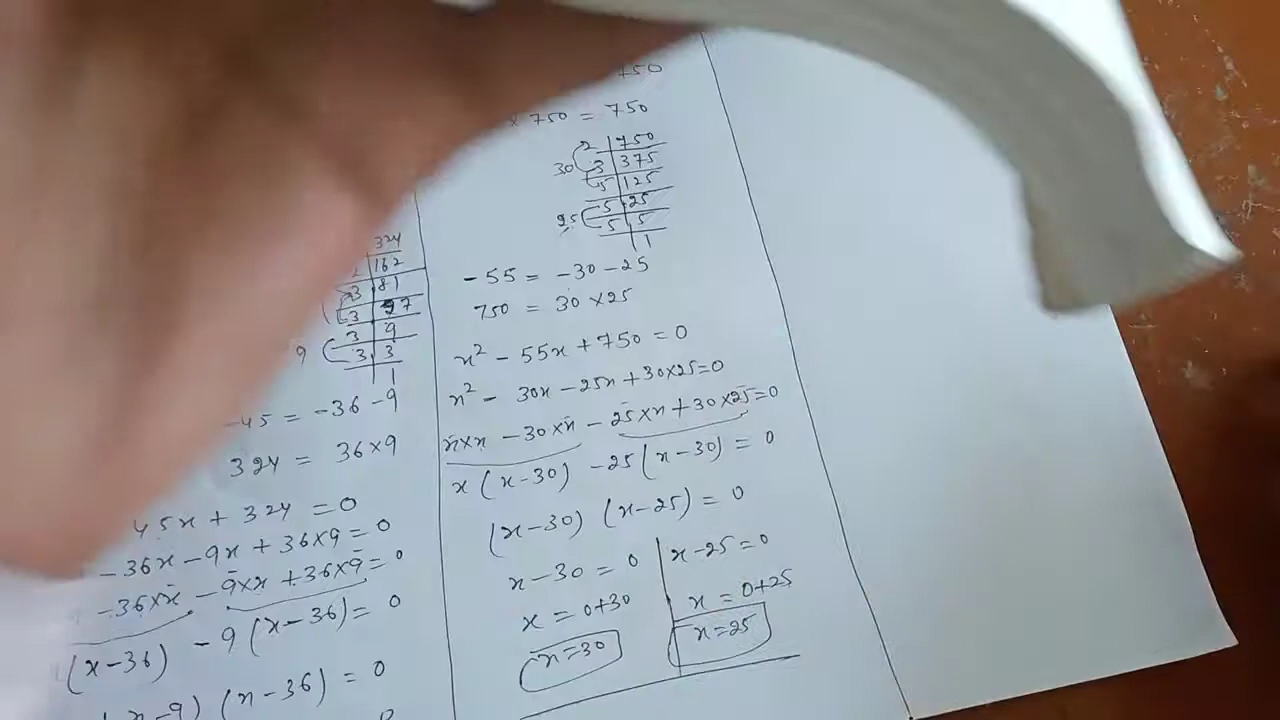 324
162
3 81
3 27
3 9
9 3 3
1
-45 = -36 -9
324 = 36×9
45x + 324 = 0
- 36x - 9x + 36×9 = 0
-36×x - 9×x + 36×9 = 0
(x-36) - 9 (x-36) = 0
(x-36) = 0
750
× 750 = 750
2 750
30 3 375
5 125
5 25
25 5 5
1
-55 = -30 -25
750 = 30 ×25
x² - 55x + 750 = 0
x² - 30x - 25x + 30×25=0
x×x - 30×x - 25×x + 30×25=0
x (x-30) -25 (x-30) = 0
(x-30) (x-25) = 0
x-30 = 0
x = 0+30
x=30
x-25=0
x = 0+25
x=25